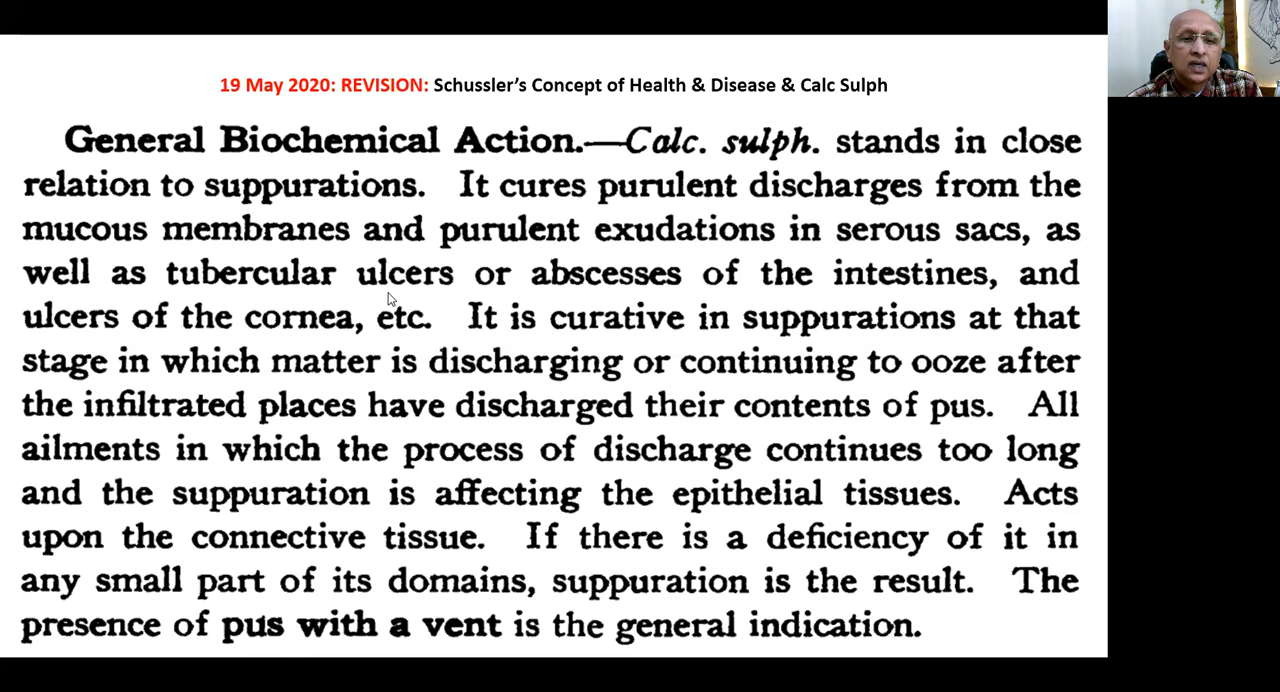 19 May 2020: REVISION: Schussler's Concept of Health & Disease & Calc Sulph
General Biochemical Action.—Calc. sulph. stands in close
relation to suppurations. It cures purulent discharges from the
mucous membranes and purulent exudations in serous sacs, as
well as tubercular ulcers or abscesses of the intestines, and
ulcers of the cornea, etc. It is curative in suppurations at that
stage in which matter is discharging or continuing to ooze after
the infiltrated places have discharged their contents of pus. All
ailments in which the process of discharge continues too long
and the suppuration is affecting the epithelial tissues. Acts
upon the connective tissue. If there is a deficiency of it in
any small part of its domains, suppuration is the result. The
presence of pus with a vent is the general indication.